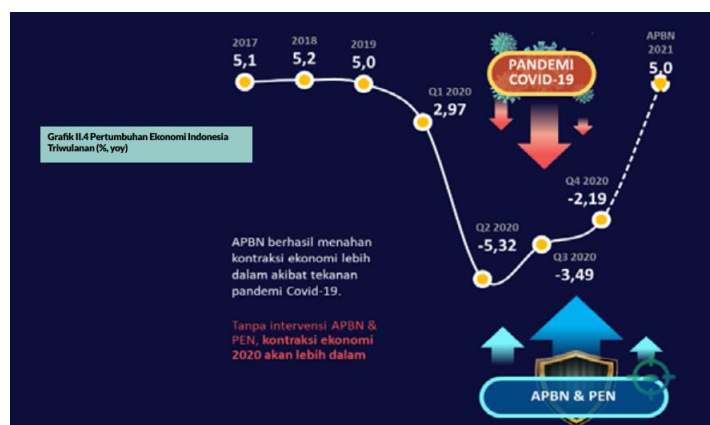 2017
5,1
2018
5,2
2019
5,0
Q1 2020
2,97
PANDEMI
COVID-19
APBN
2021
5,0
Grafik II.4 Pertumbuhan Ekonomi Indonesia
Triwulanan (%, yoy)
Q4 2020
-2,19
Q2 2020
-5,32
Q3 2020
-3,49
APBN berhasil menahan
kontraksi ekonomi lebih
dalam akibat tekanan
pandemi Covid-19.
Tanpa intervensi APBN &
PEN, kontraksi ekonomi
2020 akan lebih dalam
APBN & PEN